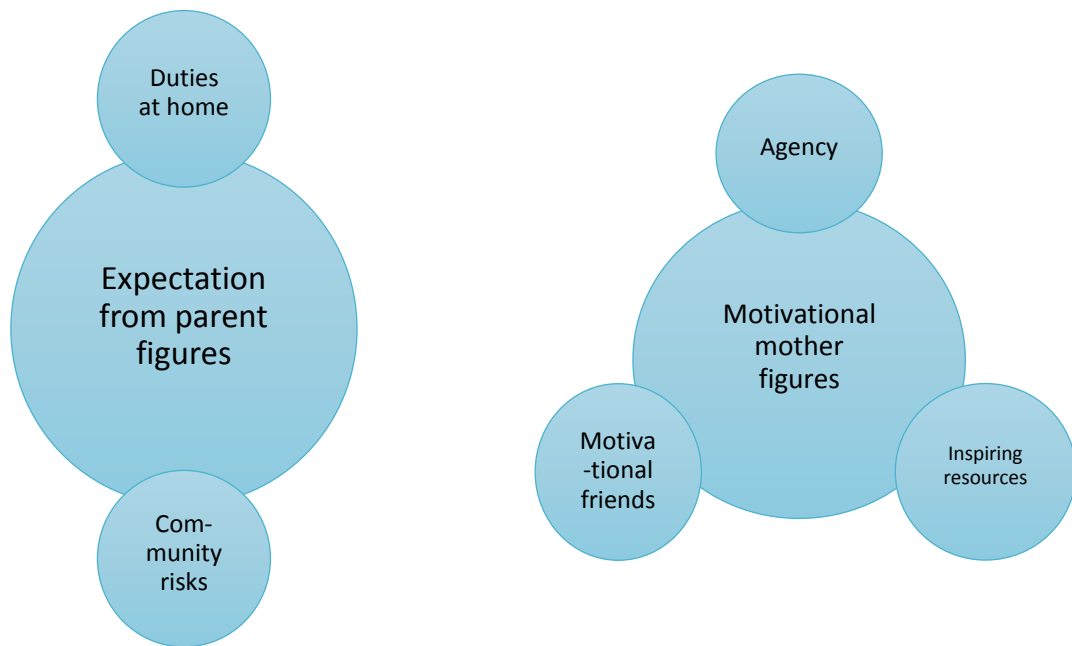 Duties
at home
Expectation
from parent
figures
Com-
munity
risks
Agency
Motivational
mother
figures
Motiva
-tional
friends
Inspiring
resources